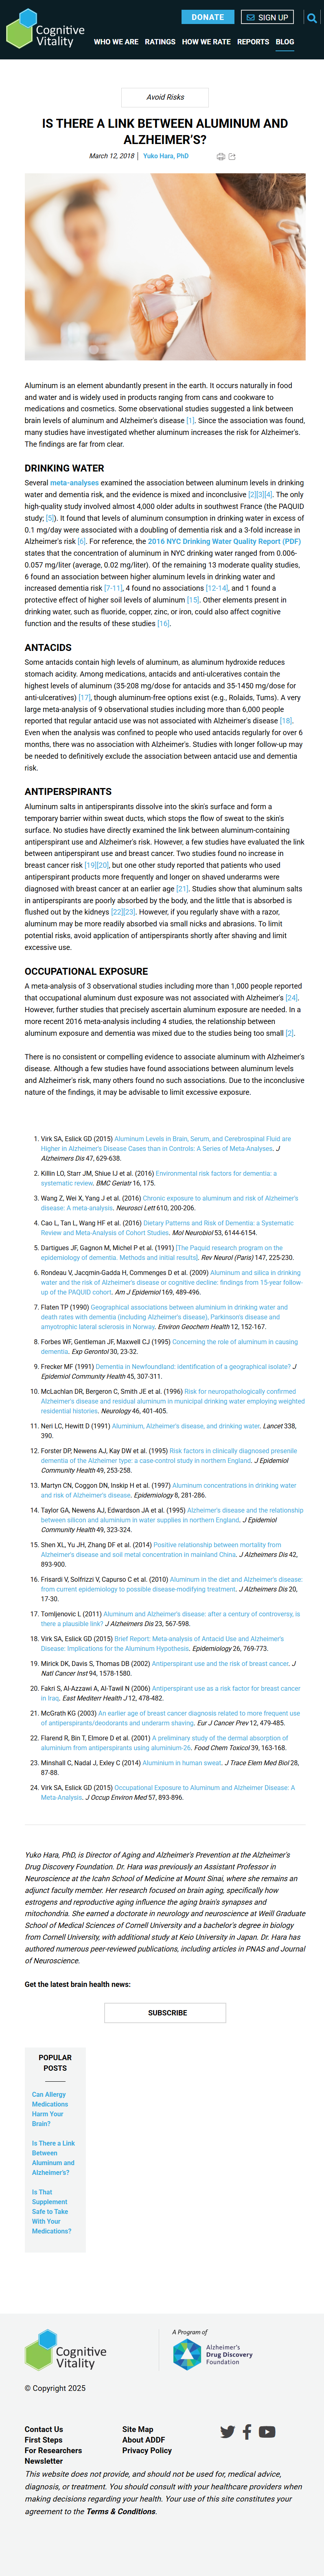 Cognitive
Vitality
DONATE
SIGN UP
WHO WE ARE RATINGS HOW WE RATE REPORTS BLOG
Avoid Risks
IS THERE A LINK BETWEEN ALUMINUM AND
ALZHEIMER'S?
March 12, 2018 | Yuko Hara, PhD
Aluminum is an element abundantly present in the earth. It occurs naturally in food
and water and is widely used in products ranging from cans and cookware to
medications and cosmetics. Some observational studies suggested a link between
brain levels of aluminum and Alzheimer's disease [1]. Since the association was found,
many studies have investigated whether aluminum increases the risk for Alzheimer's.
The findings are far from clear.
DRINKING WATER
Several meta-analyses examined the association between aluminum levels in drinking
water and dementia risk, and the evidence is mixed and inconclusive [2][3][4]. The only
high-quality study involved almost 4,000 older adults in southwest France (the PAQUID
study; [5]). It found that levels of aluminum consumption in drinking water in excess of
0.1 mg/day were associated with a doubling of dementia risk and a 3-fold increase in
Alzheimer's risk [6]. For reference, the 2016 NYC Drinking Water Quality Report (PDF)
states that the concentration of aluminum in NYC drinking water ranged from 0.006-
0.057 mg/liter (average, 0.02 mg/liter). Of the remaining 13 moderate quality studies,
6 found an association between higher aluminum levels in drinking water and
increased dementia risk [7-11], 4 found no associations [12-14], and 1 found a
protective effect of higher soil levels of aluminum [15]. Other elements present in
drinking water, such as fluoride, copper, zinc, or iron, could also affect cognitive
function and the results of these studies [16].
ANTACIDS
Some antacids contain high levels of aluminum, as aluminum hydroxide reduces
stomach acidity. Among medications, antacids and anti-ulceratives contain the
highest levels of aluminum (35-208 mg/dose for antacids and 35-1450 mg/dose for
anti-ulceratives) [17], though aluminum-free options exist (e.g., Rolaids, Tums). A very
large meta-analysis of 9 observational studies including more than 6,000 people
reported that regular antacid use was not associated with Alzheimer's disease [18].
Even when the analysis was confined to people who used antacids regularly for over 6
months, there was no association with Alzheimer's. Studies with longer follow-up may
be needed to definitively exclude the association between antacid use and dementia
risk.
ANTIPERSPIRANTS
Aluminum salts in antiperspirants dissolve into the skin's surface and form a
temporary barrier within sweat ducts, which stops the flow of sweat to the skin's
surface. No studies have directly examined the link between aluminum-containing
antiperspirant use and Alzheimer's risk. However, a few studies have evaluated the link
between antiperspirant use and breast cancer. Two studies found no increase in
breast cancer risk [19][20], but one other study reported that patients who used
antiperspirant products more frequently and longer on shaved underarms were
diagnosed with breast cancer at an earlier age [21]. Studies show that aluminum salts
in antiperspirants are poorly absorbed by the body, and the little that is absorbed is
flushed out by the kidneys [22][23]. However, if you regularly shave with a razor,
aluminum may be more readily absorbed via small nicks and abrasions. To limit
potential risks, avoid application of antiperspirants shortly after shaving and limit
excessive use.
OCCUPATIONAL EXPOSURE
A meta-analysis of 3 observational studies including more than 1,000 people reported
that occupational aluminum dust exposure was not associated with Alzheimer's [24].
However, further studies that precisely ascertain aluminum exposure are needed. In a
more recent 2016 meta-analysis including 4 studies, the relationship between
aluminum exposure and dementia was mixed due to the studies being too small [2].
There is no consistent or compelling evidence to associate aluminum with Alzheimer's
disease. Although a few studies have found associations between aluminum levels
and Alzheimer's risk, many others found no such associations. Due to the inconclusive
nature of the findings, it may be advisable to limit excessive exposure.
1. Virk SA, Eslick GD (2015) Aluminum Levels in Brain, Serum, and Cerebrospinal Fluid are
Higher in Alzheimer's Disease Cases than in Controls: A Series of Meta-Analyses. J
Alzheimers Dis 47, 629-638.
2. Killin LO, Starr JM, Shiue IJ et al. (2016) Environmental risk factors for dementia: a
systematic review. BMC Geriatr 16, 175.
3. Wang Z, Wei X, Yang J et al. (2016) Chronic exposure to aluminum and risk of Alzheimer's
disease: A meta-analysis. Neurosci Lett 610, 200-206.
4. Cao L, Tan L, Wang HF et al. (2016) Dietary Patterns and Risk of Dementia: a Systematic
Review and Meta-Analysis of Cohort Studies. Mol Neurobiol 53, 6144-6154.
5. Dartigues JF, Gagnon M, Michel P et al. (1991) [The Paquid research program on the
epidemiology of dementia. Methods and initial results]. Rev Neurol (Paris) 147, 225-230.
6. Rondeau V, Jacqmin-Gadda H, Commenges D et al. (2009) Aluminum and silica in drinking
water and the risk of Alzheimer's disease or cognitive decline: findings from 15-year follow-
up of the PAQUID cohort. Am J Epidemiol 169, 489-496.
7. Flaten TP (1990) Geographical associations between aluminium in drinking water and
death rates with dementia (including Alzheimer's disease), Parkinson's disease and
amyotrophic lateral sclerosis in Norway. Environ Geochem Health 12, 152-167.
8. Forbes WF, Gentleman JF, Maxwell CJ (1995) Concerning the role of aluminum in causing
dementia. Exp Gerontol 30, 23-32.
9. Frecker MF (1991) Dementia in Newfoundland: identification of a geographical isolate? J
Epidemiol Community Health 45, 307-311.
10. McLachlan DR, Bergeron C, Smith JE et al. (1996) Risk for neuropathologically confirmed
Alzheimer's disease and residual aluminum in municipal drinking water employing weighted
residential histories. Neurology 46, 401-405.
11. Neri LC, Hewitt D (1991) Aluminium, Alzheimer's disease, and drinking water. Lancet 338,
390.
12. Forster DP, Newens AJ, Kay DW et al. (1995) Risk factors in clinically diagnosed presenile
dementia of the Alzheimer type: a case-control study in northern England. J Epidemiol
Community Health 49, 253-258.
13. Martyn CN, Coggon DN, Inskip H et al. (1997) Aluminum concentrations in drinking water
and risk of Alzheimer's disease. Epidemiology 8, 281-286.
14. Taylor GA, Newens AJ, Edwardson JA et al. (1995) Alzheimer's disease and the relationship
between silicon and aluminium in water supplies in northern England. J Epidemiol
Community Health 49, 323-324.
15. Shen XL, Yu JH, Zhang DF et al. (2014) Positive relationship between mortality from
Alzheimer's disease and soil metal concentration in mainland China. J Alzheimers Dis 42,
893-900.
16. Frisardi V, Solfrizzi V, Capurso C et al. (2010) Aluminum in the diet and Alzheimer's disease:
from current epidemiology to possible disease-modifying treatment. J Alzheimers Dis 20,
17-30.
17. Tomljenovic L (2011) Aluminum and Alzheimer's disease: after a century of controversy, is
there a plausible link? J Alzheimers Dis 23, 567-598.
18. Virk SA, Eslick GD (2015) Brief Report: Meta-analysis of Antacid Use and Alzheimer's
Disease: Implications for the Aluminum Hypothesis. Epidemiology 26, 769-773.
19. Mirick DK, Davis S, Thomas DB (2002) Antiperspirant use and the risk of breast cancer. J
Natl Cancer Inst 94, 1578-1580.
20. Fakri S, Al-Azzawi A, Al-Tawil N (2006) Antiperspirant use as a risk factor for breast cancer
in Iraq. East Mediterr Health J 12, 478-482.
21. McGrath KG (2003) An earlier age of breast cancer diagnosis related to more frequent use
of antiperspirants/deodorants and underarm shaving. Eur J Cancer Prev 12, 479-485.
22. Flarend R, Bin T, Elmore D et al. (2001) A preliminary study of the dermal absorption of
aluminium from antiperspirants using aluminium-26. Food Chem Toxicol 39, 163-168.
23. Minshall C, Nadal J, Exley C (2014) Aluminium in human sweat. J Trace Elem Med Biol 28,
87-88.
24. Virk SA, Eslick GD (2015) Occupational Exposure to Aluminum and Alzheimer Disease: A
Meta-Analysis. J Occup Environ Med 57, 893-896.
Yuko Hara, PhD, is Director of Aging and Alzheimer's Prevention at the Alzheimer's
Drug Discovery Foundation. Dr. Hara was previously an Assistant Professor in
Neuroscience at the Icahn School of Medicine at Mount Sinai, where she remains an
adjunct faculty member. Her research focused on brain aging, specifically how
estrogens and reproductive aging influence the aging brain's synapses and
mitochondria. She earned a doctorate in neurology and neuroscience at Weill Graduate
School of Medical Sciences of Cornell University and a bachelor's degree in biology
from Cornell University, with additional study at Keio University in Japan. Dr. Hara has
authored numerous peer-reviewed publications, including articles in PNAS and Journal
of Neuroscience.
Get the latest brain health news:
SUBSCRIBE
POPULAR
POSTS
Can Allergy
Medications
Harm Your
Brain?
Is There a Link
Between
Aluminum and
Alzheimer's?
Is That
Supplement
Safe to Take
With Your
Medications?
Cognitive
Vitality
A Program of
Alzheimer's
Drug Discovery
Foundation
© Copyright 2025
Contact Us
First Steps
For Researchers
Newsletter
Site Map
About ADDF
Privacy Policy
This website does not provide, and should not be used for, medical advice,
diagnosis, or treatment. You should consult with your healthcare providers when
making decisions regarding your health. Your use of this site constitutes your
agreement to the Terms & Conditions.